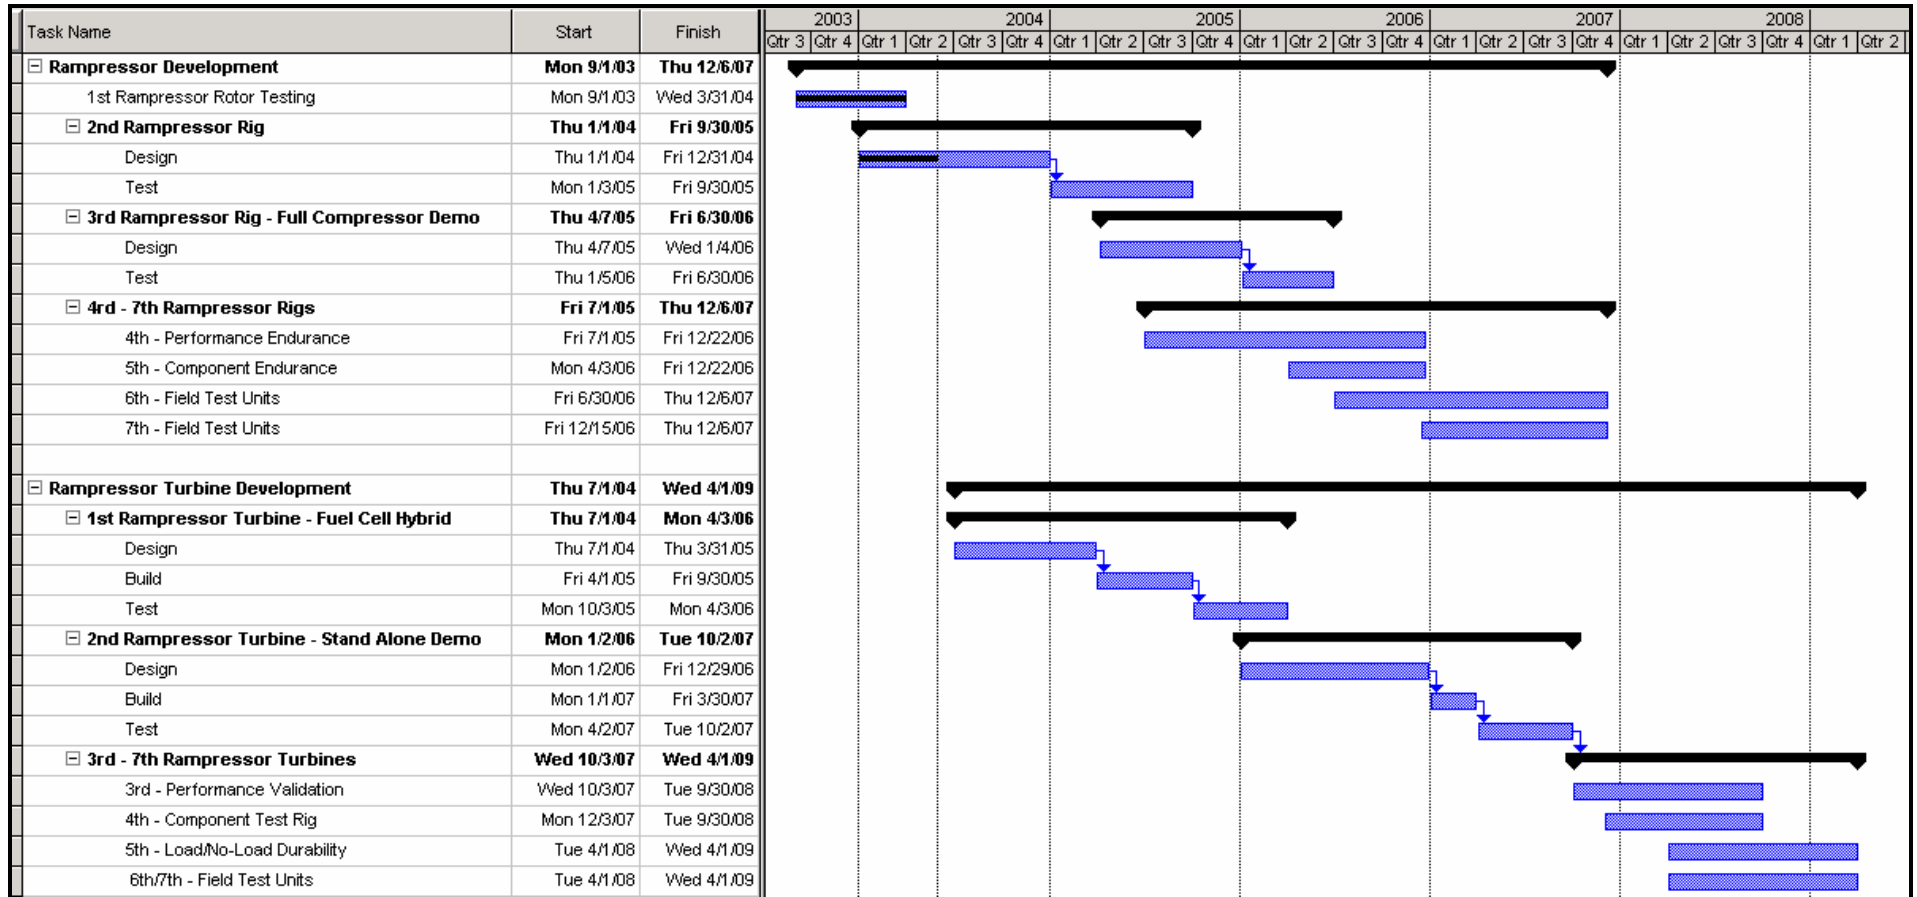 2003 2004 2005 2006 2007 2008
Task Name Start Finish Qtr 3 Qtr 4 Qtr 1 Qtr 2 Qtr 3 Qtr 4 Qtr 1 Qtr 2 Qtr 3 Qtr 4 Qtr 1 Qtr 2 Qtr 3 Qtr 4 Qtr 1 Qtr 2 Qtr 3 Qtr 4 Qtr 1 Qtr 2 Qtr 3 Qtr 4 Qtr 1 Qtr 2
Rampressor Development Mon 9/1/03 Thu 12/6/07
1st Rampressor Rotor Testing Mon 9/1/03 Wed 3/31/04
2nd Rampressor Rig Thu 1/1/04 Fri 9/30/05
Design Thu 1/1/04 Fri 12/31/04
Test Mon 1/3/05 Fri 9/30/05
3rd Rampressor Rig - Full Compressor Demo Thu 4/7/05 Fri 6/30/06
Design Thu 4/7/05 Wed 1/4/06
Test Thu 1/5/06 Fri 6/30/06
4rd - 7th Rampressor Rigs Fri 7/1/05 Thu 12/6/07
4th - Performance Endurance Fri 7/1/05 Fri 12/22/06
5th - Component Endurance Mon 4/3/06 Fri 12/22/06
6th - Field Test Units Fri 6/30/06 Thu 12/6/07
7th - Field Test Units Fri 12/15/06 Thu 12/6/07
Rampressor Turbine Development Thu 7/1/04 Wed 4/1/09
1st Rampressor Turbine - Fuel Cell Hybrid Thu 7/1/04 Mon 4/3/06
Design Thu 7/1/04 Thu 3/31/05
Build Fri 4/1/05 Fri 9/30/05
Test Mon 10/3/05 Mon 4/3/06
2nd Rampressor Turbine - Stand Alone Demo Mon 1/2/06 Tue 10/2/07
Design Mon 1/2/06 Fri 12/29/06
Build Mon 1/1/07 Fri 3/30/07
Test Mon 4/2/07 Tue 10/2/07
3rd - 7th Rampressor Turbines Wed 10/3/07 Wed 4/1/09
3rd - Performance Validation Wed 10/3/07 Tue 9/30/08
4th - Component Test Rig Mon 12/3/07 Tue 9/30/08
5th - Load/No-Load Durability Tue 4/1/08 Wed 4/1/09
6th/7th - Field Test Units Tue 4/1/08 Wed 4/1/09